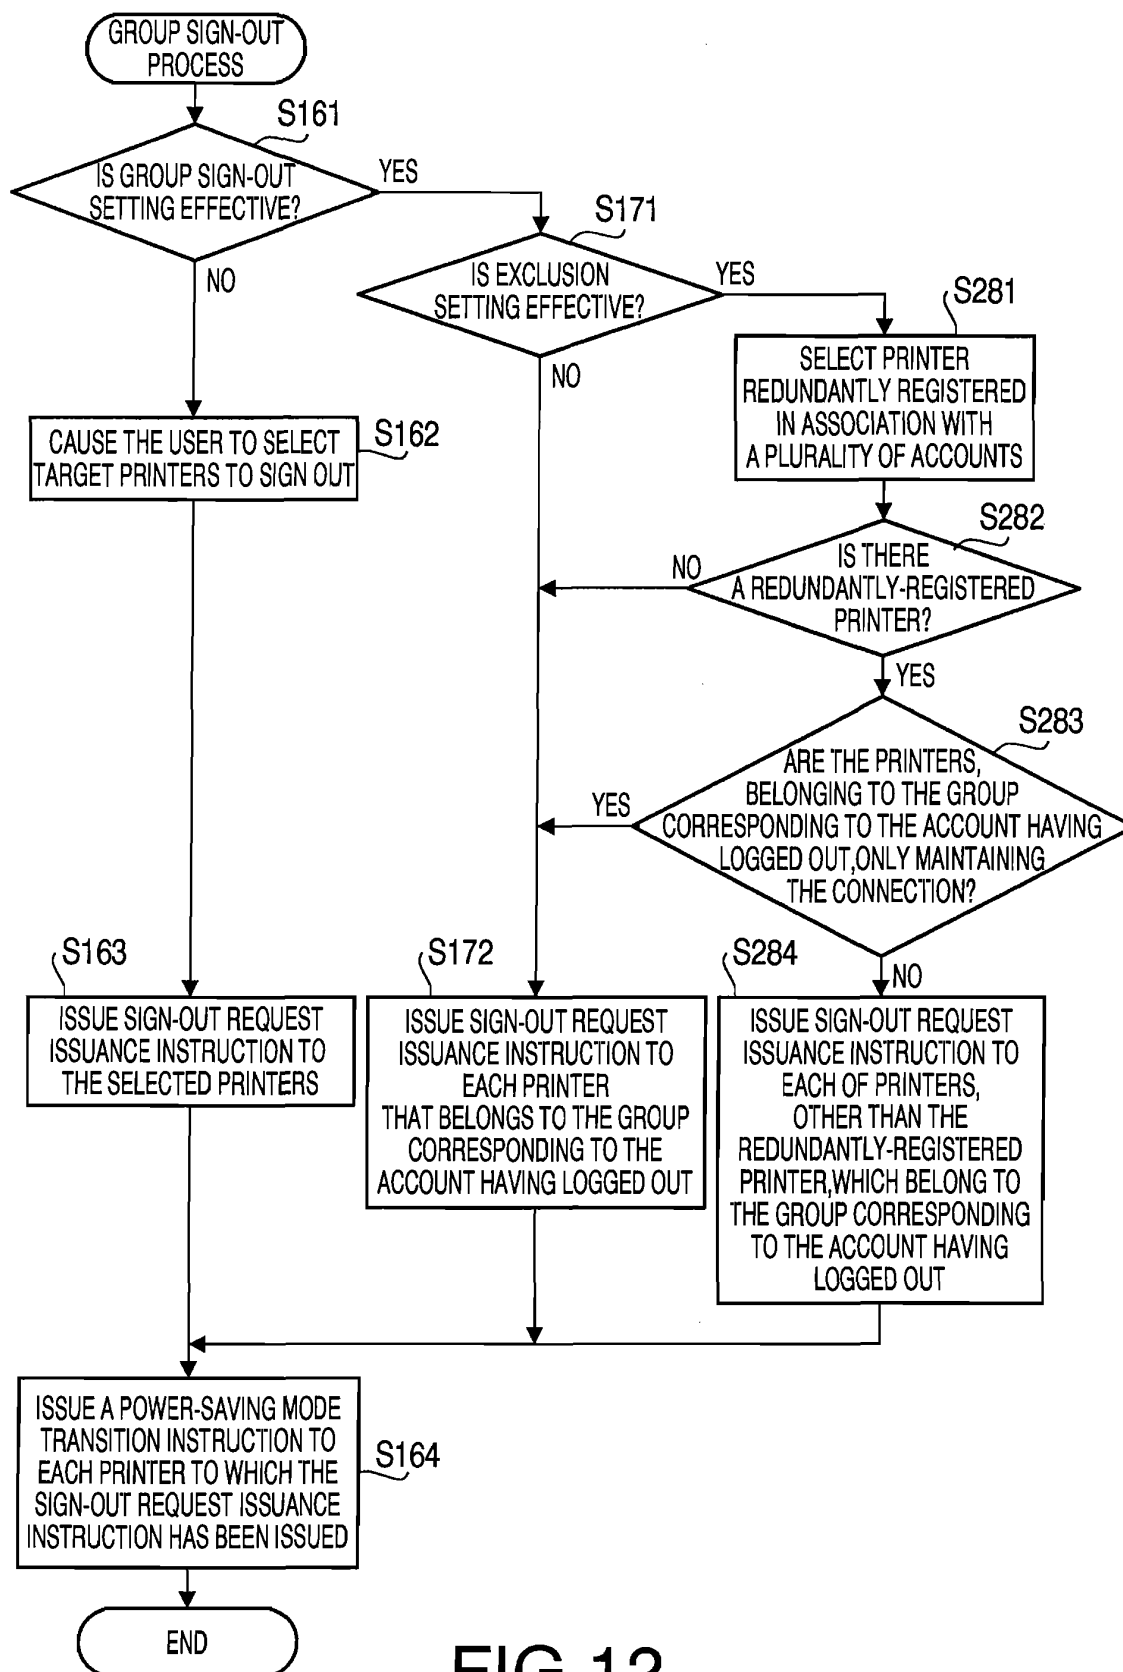 GROUP SIGN-OUT
PROCESS
S161
IS GROUP SIGN-OUT
SETTING EFFECTIVE?
YES
NO
S171
IS EXCLUSION
SETTING EFFECTIVE?
YES
NO
S281
SELECT PRINTER
REDUNDANTLY REGISTERED
IN ASSOCIATION WITH
A PLURALITY OF ACCOUNTS
CAUSE THE USER TO SELECT
TARGET PRINTERS TO SIGN OUT
S162
S282
IS THERE
A REDUNDANTLY-REGISTERED
PRINTER?
NO
YES
S283
ARE THE PRINTERS,
BELONGING TO THE GROUP
CORRESPONDING TO THE ACCOUNT HAVING
LOGGED OUT,ONLY MAINTAINING
THE CONNECTION?
YES
NO
S163
ISSUE SIGN-OUT REQUEST
ISSUANCE INSTRUCTION TO
THE SELECTED PRINTERS
S172
ISSUE SIGN-OUT REQUEST
ISSUANCE INSTRUCTION TO
EACH PRINTER
THAT BELONGS TO THE GROUP
CORRESPONDING TO THE
ACCOUNT HAVING LOGGED OUT
S284
ISSUE SIGN-OUT REQUEST
ISSUANCE INSTRUCTION TO
EACH OF PRINTERS,
OTHER THAN THE
REDUNDANTLY-REGISTERED
PRINTER,WHICH BELONG TO
THE GROUP CORRESPONDING
TO THE ACCOUNT HAVING
LOGGED OUT
ISSUE A POWER-SAVING MODE
TRANSITION INSTRUCTION TO
EACH PRINTER TO WHICH THE
SIGN-OUT REQUEST ISSUANCE
INSTRUCTION HAS BEEN ISSUED
S164
END
FIG.12